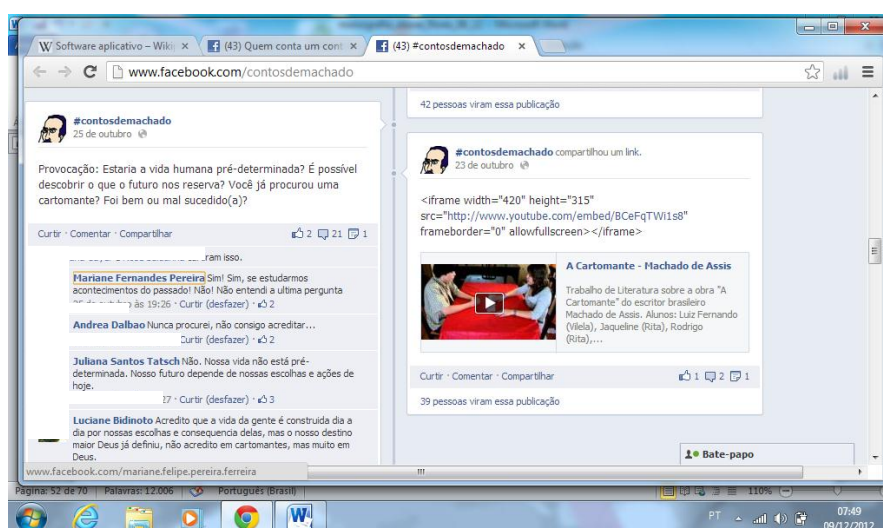 W Software aplicativo – Wiki
(43) Quem conta um cont
(43) #contosdemachado
www.facebook.com/contosdemachado
#contosdemachado
25 de outubro
Provocação: Estaria a vida humana pré-determinada? É possível
descobrir o que o futuro nos reserva? Você já procurou uma
cartomante? Foi bem ou mal sucedido(a)?
Curtir · Comentar · Compartilhar 2 21 1
ram isso.
Mariane Fernandes Pereira Sim! Sim, se estudarmos
acontecimentos do passado! Não! Não entendi a ultima pergunta
às 19:26 · Curtir (desfazer) · 2
Andrea Dalbao Nunca procurei, não consigo acreditar...
Curtir (desfazer) · 2
Juliana Santos Tatsch Não. Nossa vida não está pré-
determinada. Nosso futuro depende de nossas escolhas e ações de
hoje.
27 · Curtir (desfazer) · 3
Luciane Bidinoto Acredito que a vida da gente é construida dia a
dia por nossas escolhas e consequencia delas, mas o nosso destino
maior Deus já definiu, não acredito em cartomantes, mas muito em
Deus.
www.facebook.com/mariane.felipe.pereira.ferreira
42 pessoas viram essa publicação
#contosdemachado compartilhou um link.
23 de outubro
<iframe width="420" height="315"
src="http://www.youtube.com/embed/BCeFqTWi1s8"
frameborder="0" allowfullscreen></iframe>
A Cartomante - Machado de Assis
Trabalho de Literatura sobre a obra "A
Cartomante" do escritor brasileiro
Machado de Assis. Alunos: Luiz Fernando
(Vilela), Jaqueline (Rita), Rodrigo
(Rita),...
Curtir · Comentar · Compartilhar 1 2 1
39 pessoas viram essa publicação
1 Bate-papo
Página: 52 de 70 Palavras: 12.006 Português (Brasil) 110%
PT 07:49
09/12/2012